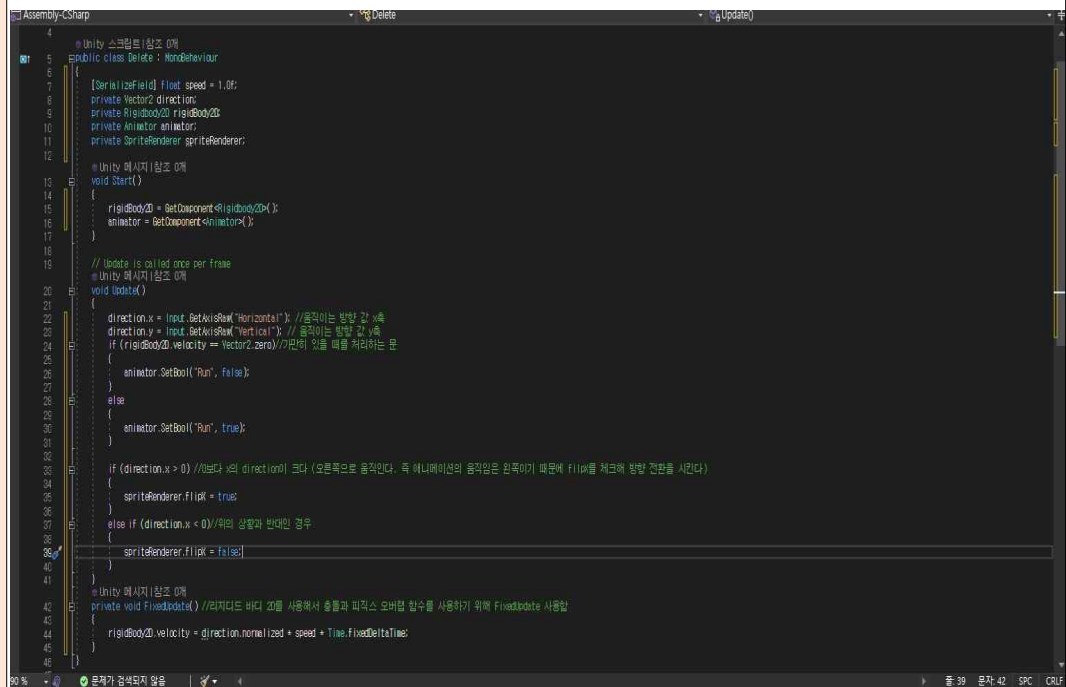 Assembly-CSharp Delete Update()
4
Unity 스크립트|참조 0개
5 public class Delete : MonoBehaviour
6 {
7 [SerializeField] float speed = 1.0f;
8 private Vector2 direction;
9 private Rigidbody2D rigidBody2D;
10 private Animator animator;
11 private SpriteRenderer spriteRenderer;
12
Unity 메시지|참조 0개
13 void Start()
14 {
15 rigidBody2D = GetComponent<Rigidbody2D>();
16 animator = GetComponent<Animator>();
17 }
18
19 // Update is called once per frame
Unity 메시지|참조 0개
20 void Update()
21 {
22 direction.x = Input.GetAxisRaw("Horizontal"); //움직이는 방향 값 x축
23 direction.y = Input.GetAxisRaw("Vertical"); // 움직이는 방향 값 y축
24 if (rigidBody2D.velocity == Vector2.zero)//가만히 있을 때를 처리하는 문
25 {
26 animator.SetBool("Run", false);
27 }
28 else
29 {
30 animator.SetBool("Run", true);
31 }
32
33 if (direction.x > 0) //0보다 x의 direction이 크다 (오른쪽으로 움직인다. 즉 애니메이션의 움직임은 왼쪽이기 때문에 filpX를 체크해 방향 전환을 시킨다)
34 {
35 spriteRenderer.flipX = true;
36 }
37 else if (direction.x < 0)//위의 상황과 반대인 경우
38 {
39 spriteRenderer.flipX = false;
40 }
41 }
Unity 메시지|참조 0개
42 private void FixedUpdate() //리지디드 바디 2D를 사용해서 충돌과 피직스 오버랩 함수를 사용하기 위해 FixedUpdate 사용함
43 {
44 rigidBody2D.velocity = direction.normalized * speed * Time.fixedDeltaTime;
45 }
46 }
90 % 문제가 검색되지 않음 줄: 39 문자: 42 SPC CRLF